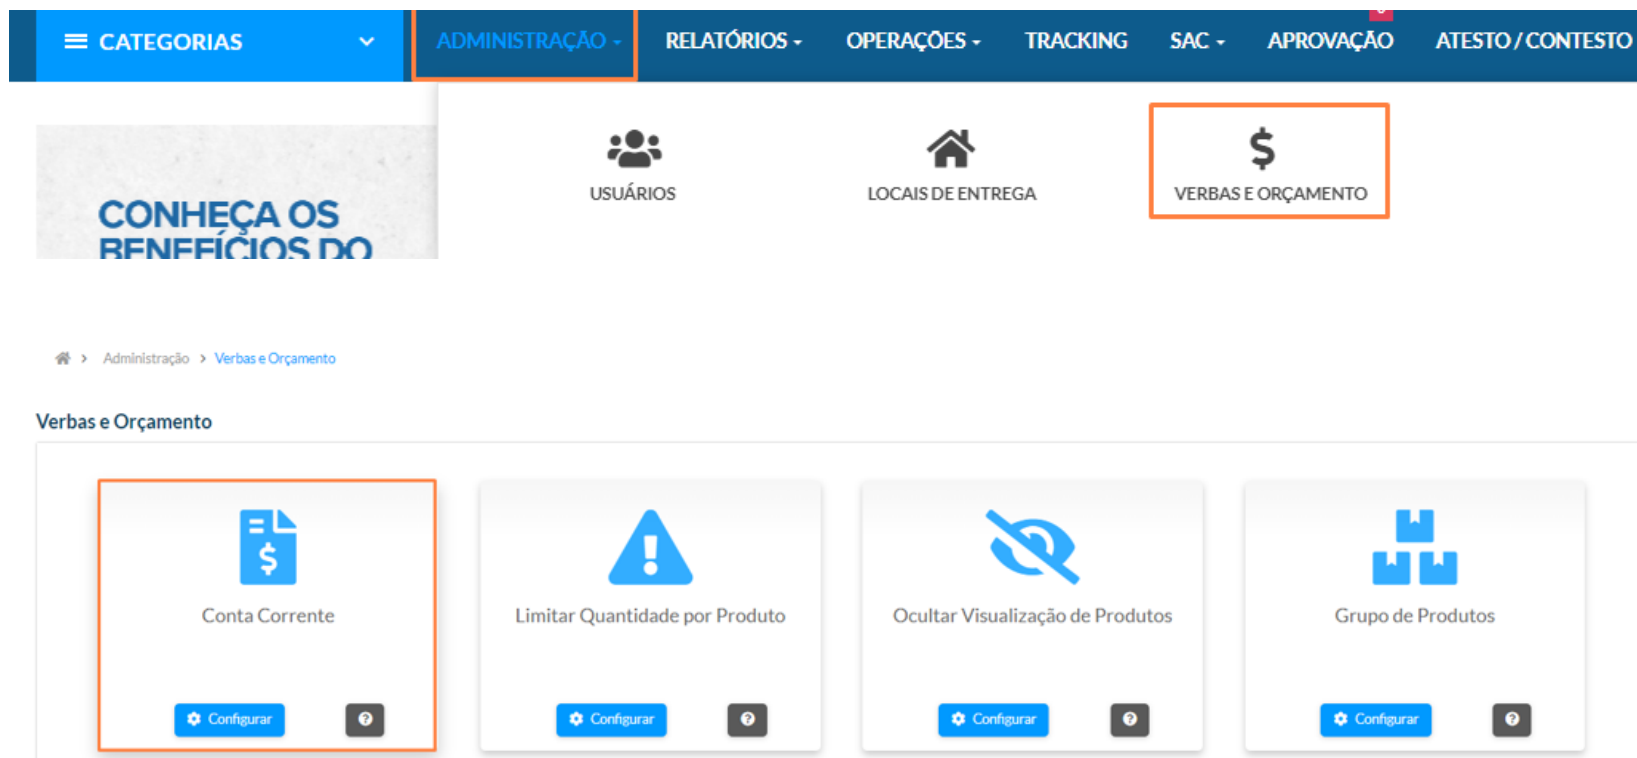 CATEGORIAS
ADMINISTRAÇÃO
RELATÓRIOS
OPERAÇÕES
TRACKING
SAC
APROVAÇÃO
ATESTO / CONTESTO
USUÁRIOS
LOCAIS DE ENTREGA
$
VERBAS E ORÇAMENTO
CONHEÇA OS
BENEFÍCIOS DO
> Administração > Verbas e Orçamento
Verbas e Orçamento
Conta Corrente
Limitar Quantidade por Produto
Ocultar Visualização de Produtos
Grupo de Produtos
Configurar ?
Configurar ?
Configurar ?
Configurar ?